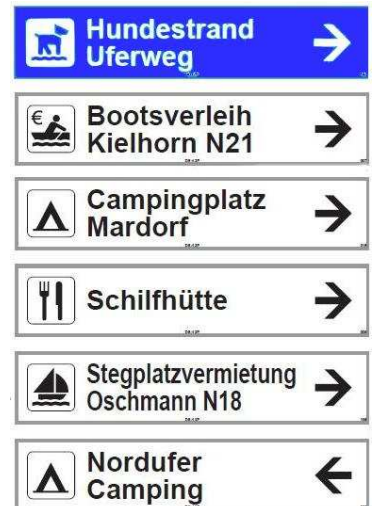 Hundestrand
Uferweg
€
Bootsverleih
Kielhorn N21
Campingplatz
Mardorf
Schilfhütte
Stegplatzvermietung
Oschmann N18
Nordufer
Camping